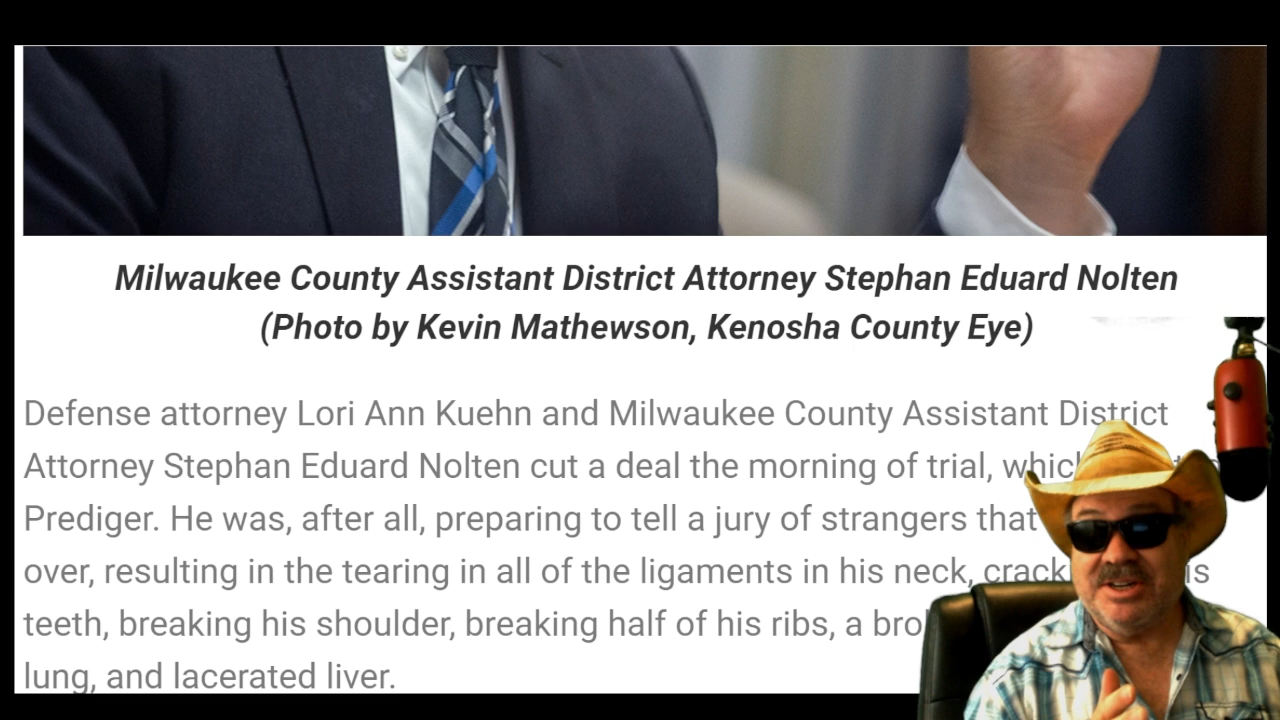 Milwaukee County Assistant District Attorney Stephan Eduard Nolten
(Photo by Kevin Mathewson, Kenosha County Eye)
Defense attorney Lori Ann Kuehn and Milwaukee County Assistant District
Attorney Stephan Eduard Nolten cut a deal the morning of trial,
Prediger. He was, after all, preparing to tell a jury of strangers that
over, resulting in the tearing in all of the ligaments in his neck,
teeth, breaking his shoulder, breaking half of his ribs, a
lung, and lacerated liver.